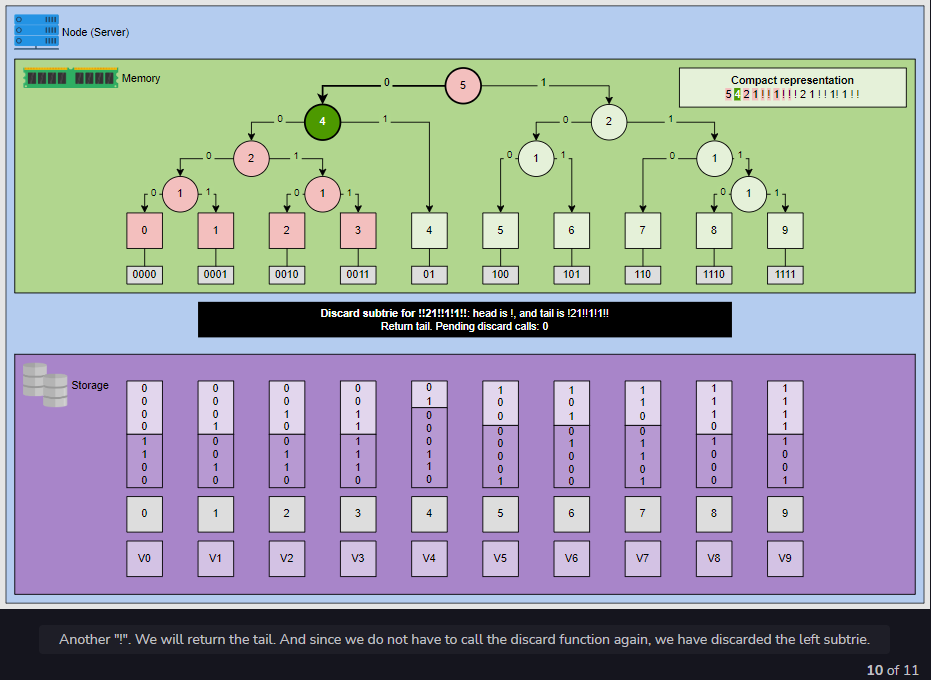 Node (Server)
Memory
Compact representation
5 4 2 1 ! ! 1 ! ! ! 2 1 ! ! 1 ! 1 ! !
0 5 1
0 4 1 0 2 1
0 2 1 0 1 1 0 1 1
0 1 1 0 1 1 0 1 1
0 1 2 3 4 5 6 7 8 9
0000 0001 0010 0011 01 100 101 110 1110 1111
Discard subtrie for !!21!!1!1!!: head is !, and tail is !21!!1!1!!
Return tail. Pending discard calls: 0
Storage
0 0 0 0 0 1 1 1 1 1
0 0 0 0 1 0 0 1 1 1
0 0 1 1 0 0 1 0 1 1
0 1 0 1 0 0 0 1 0 1
1 0 0 1 0 0 1 1 1 1
1 0 1 1 1 0 0 1 0 0
0 1 1 1 1 0 0 0 0 0
0 0 0 0 0 1 0 1 0 1
0 1 2 3 4 5 6 7 8 9
V0 V1 V2 V3 V4 V5 V6 V7 V8 V9
Another "!". We will return the tail. And since we do not have to call the discard function again, we have discarded the left subtrie.
10 of 11